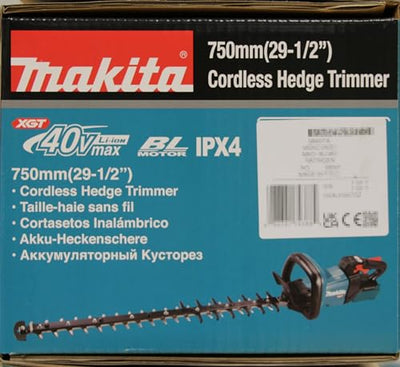 makita
750mm(29-1/2")
Cordless Hedge Trimmer
XGT
40Vmax
Li-ion
BL
MOTOR
IPX4
750mm(29-1/2")
• Cordless Hedge Trimmer
• Taille-haie sans fil
• Cortasetos Inalámbrico
• Akku-Heckenschere
• Аккумуляторный Кусторез
makita